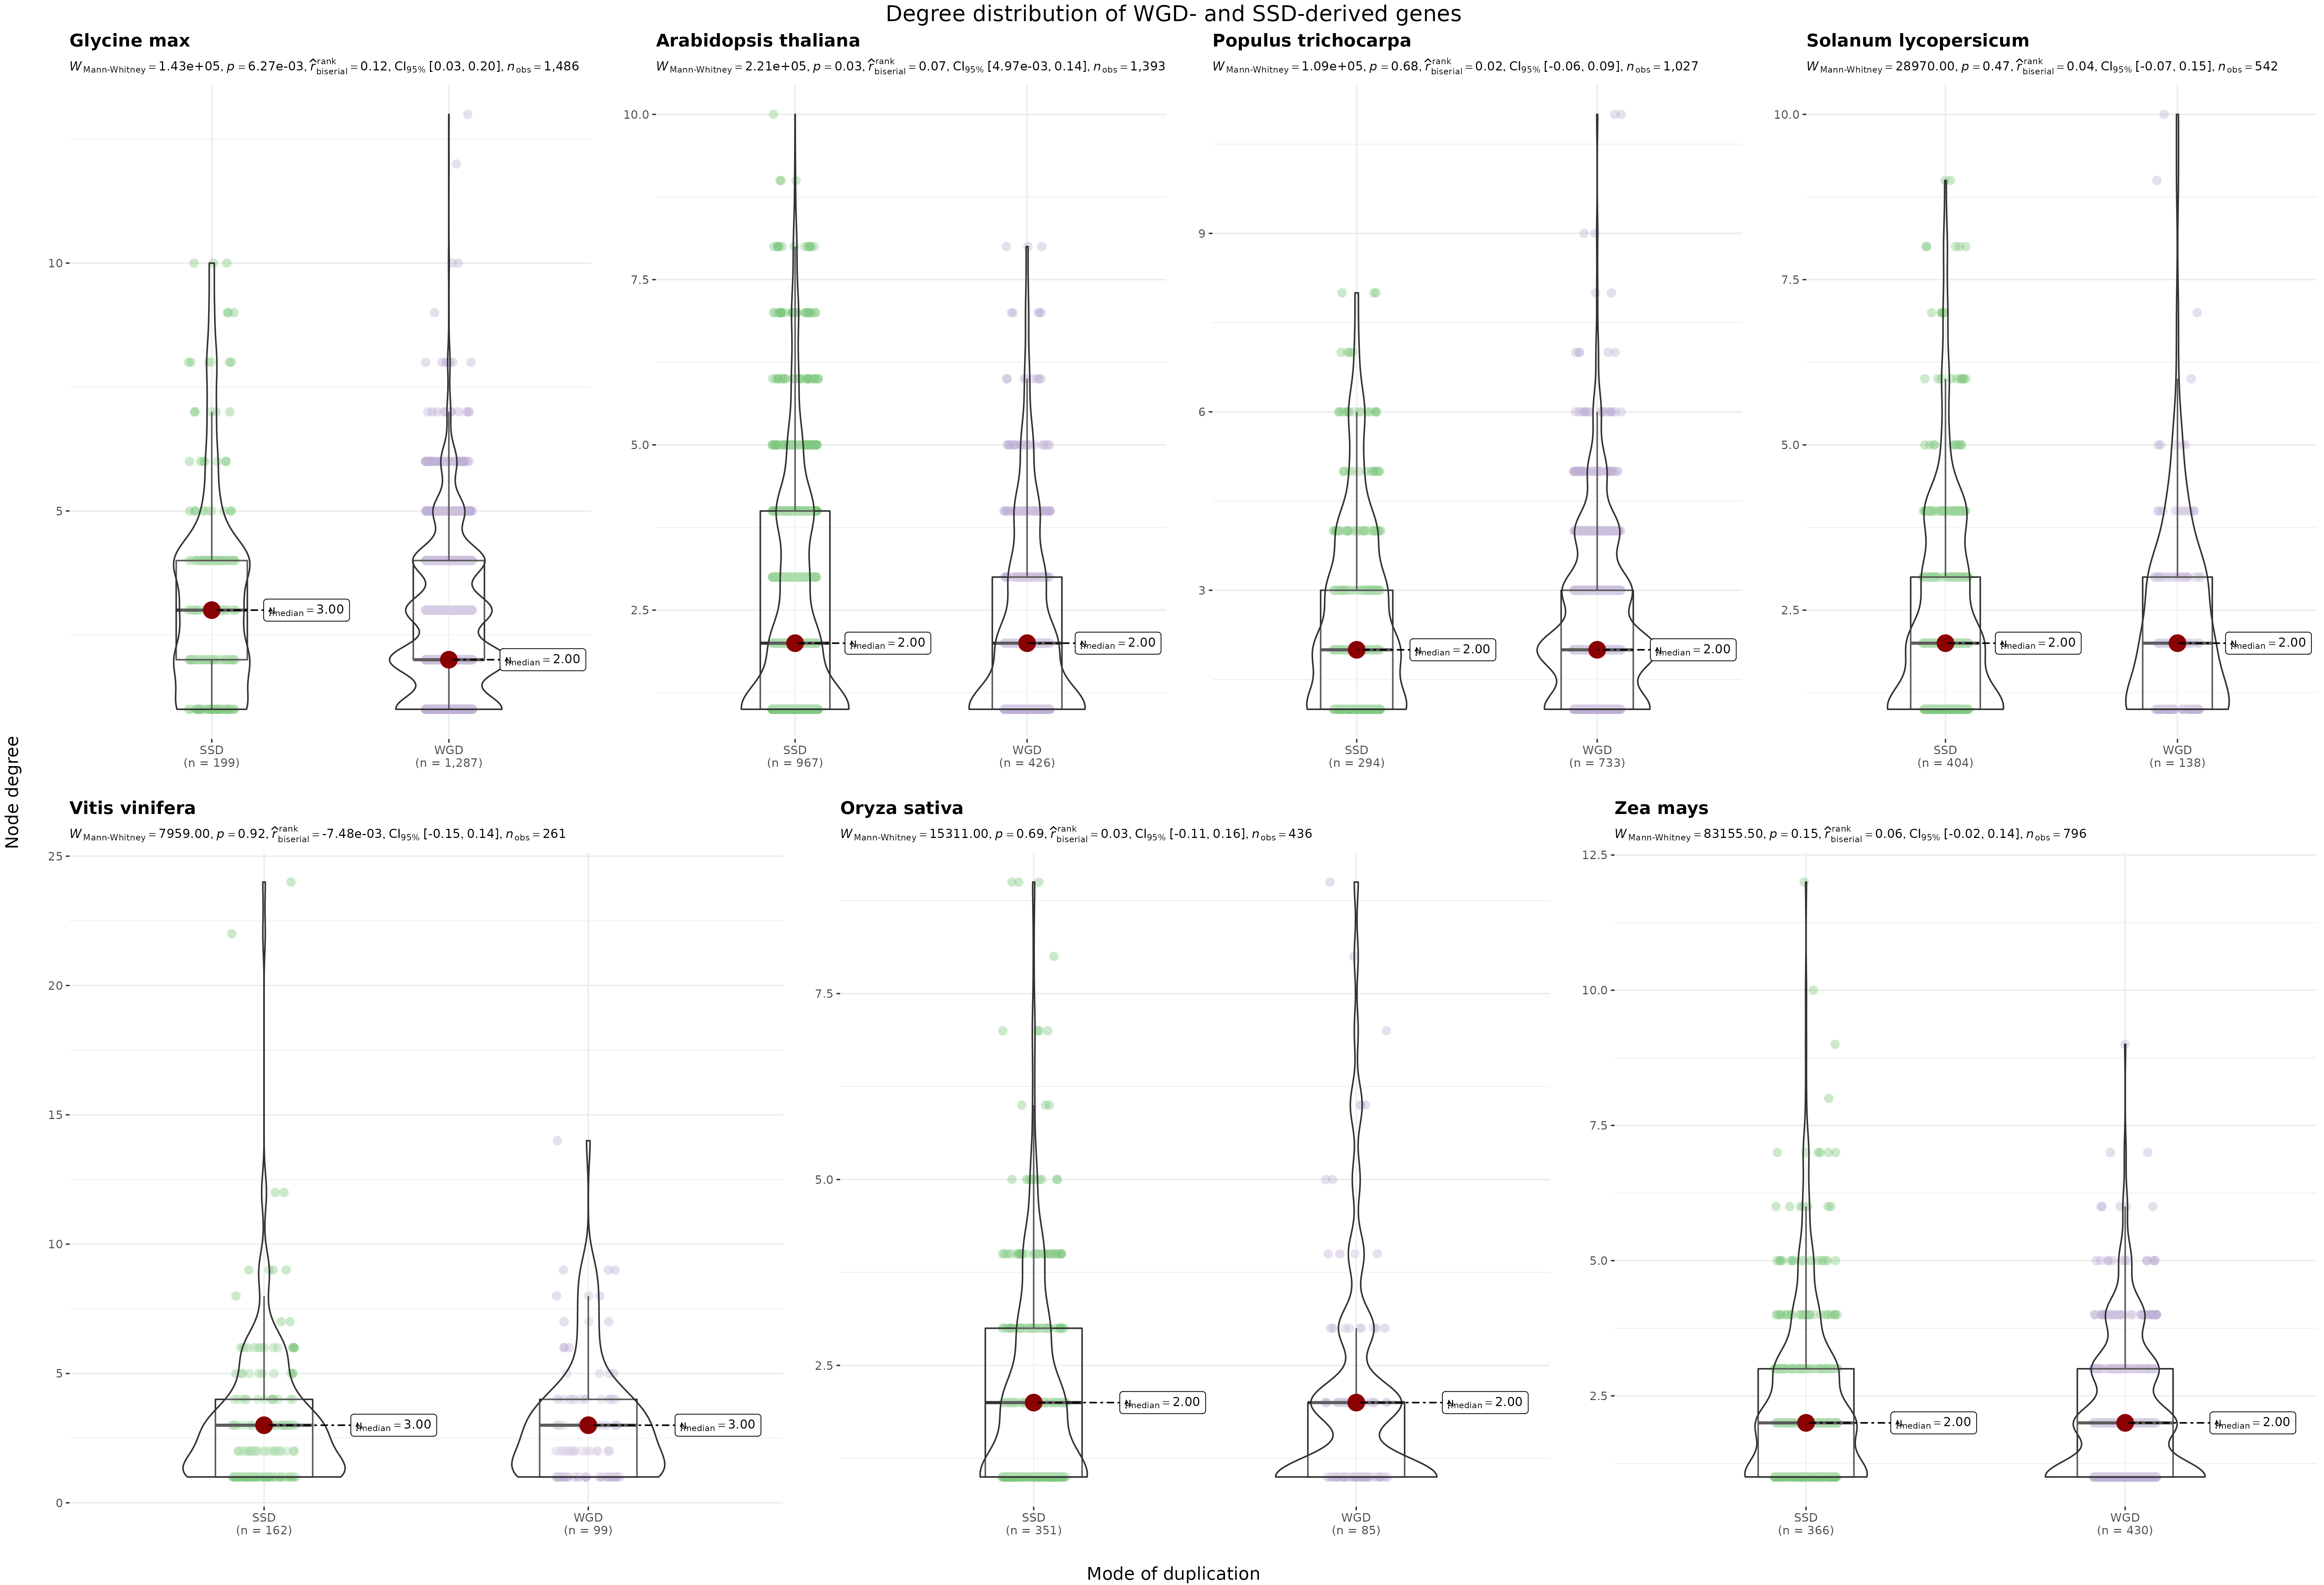 Degree distribution of WGD- and SSD-derived genes
Node degree
Glycine max
W Mann-Whitney = 1.43e+05, p = 6.27e-03, r̂ rank biserial = 0.12, CI95% [0.03, 0.20], nobs = 1,486
10
5
median = 3.00
median = 2.00
SSD
(n = 199)
WGD
(n = 1,287)
Arabidopsis thaliana
W Mann-Whitney = 2.21e+05, p = 0.03, r̂ rank biserial = 0.07, CI95% [4.97e-03, 0.14], nobs = 1,393
10.0
7.5
5.0
2.5
median = 2.00
median = 2.00
SSD
(n = 967)
WGD
(n = 426)
Populus trichocarpa
W Mann-Whitney = 1.09e+05, p = 0.68, r̂ rank biserial = 0.02, CI95% [-0.06, 0.09], nobs = 1,027
9
6
3
median = 2.00
median = 2.00
SSD
(n = 294)
WGD
(n = 733)
Solanum lycopersicum
W Mann-Whitney = 28970.00, p = 0.47, r̂ rank biserial = 0.04, CI95% [-0.07, 0.15], nobs = 542
10.0
7.5
5.0
2.5
median = 2.00
median = 2.00
SSD
(n = 404)
WGD
(n = 138)
Vitis vinifera
W Mann-Whitney = 7959.00, p = 0.92, r̂ rank biserial = -7.48e-03, CI95% [-0.15, 0.14], nobs = 261
25
20
15
10
5
0
median = 3.00
median = 3.00
SSD
(n = 162)
WGD
(n = 99)
Oryza sativa
W Mann-Whitney = 15311.00, p = 0.69, r̂ rank biserial = 0.03, CI95% [-0.11, 0.16], nobs = 436
7.5
5.0
2.5
median = 2.00
median = 2.00
SSD
(n = 351)
WGD
(n = 85)
Zea mays
W Mann-Whitney = 83155.50, p = 0.15, r̂ rank biserial = 0.06, CI95% [-0.02, 0.14], nobs = 796
12.5
10.0
7.5
5.0
2.5
median = 2.00
median = 2.00
SSD
(n = 366)
WGD
(n = 430)
Mode of duplication